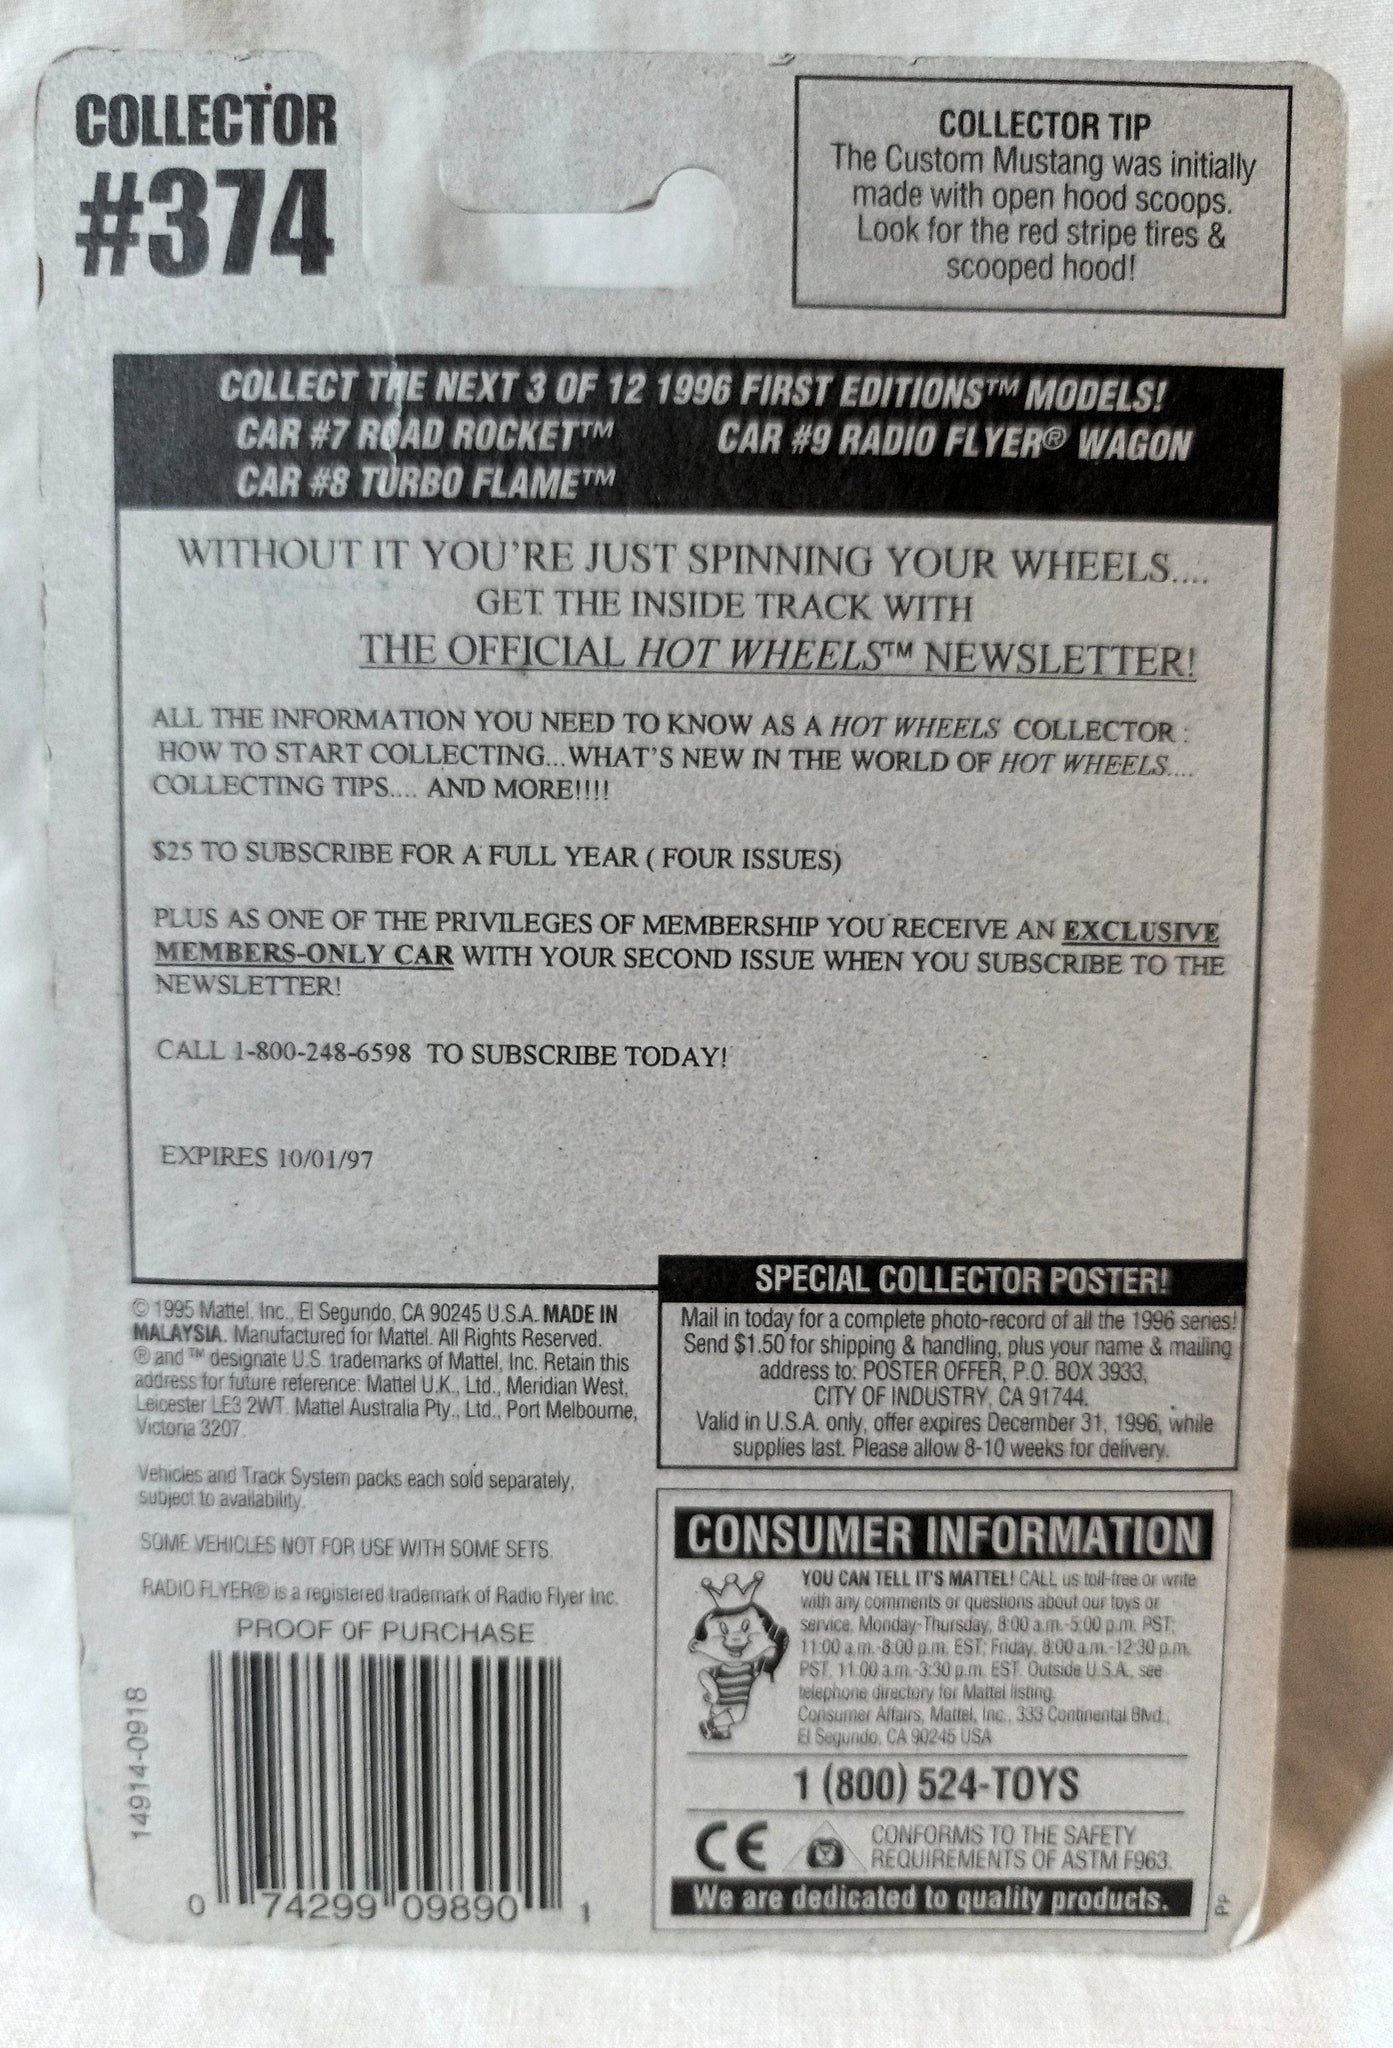 COLLECTOR
#374
COLLECTOR TIP
The Custom Mustang was initially
made with open hood scoops.
Look for the red stripe tires &
scooped hood!
COLLECT THE NEXT 3 OF 12 1996 FIRST EDITIONS™ MODELS!
CAR #7 ROAD ROCKET™ CAR #9 RADIO FLYER® WAGON
CAR #8 TURBO FLAME™
WITHOUT IT YOU'RE JUST SPINNING YOUR WHEELS....
GET THE INSIDE TRACK WITH
THE OFFICIAL HOT WHEELS™ NEWSLETTER!
ALL THE INFORMATION YOU NEED TO KNOW AS A HOT WHEELS COLLECTOR :
HOW TO START COLLECTING...WHAT'S NEW IN THE WORLD OF HOT WHEELS....
COLLECTING TIPS.... AND MORE!!!!
$25 TO SUBSCRIBE FOR A FULL YEAR ( FOUR ISSUES)
PLUS AS ONE OF THE PRIVILEGES OF MEMBERSHIP YOU RECEIVE AN EXCLUSIVE
MEMBERS-ONLY CAR WITH YOUR SECOND ISSUE WHEN YOU SUBSCRIBE TO THE
NEWSLETTER!
CALL 1-800-248-6598 TO SUBSCRIBE TODAY!
EXPIRES 10/01/97
© 1995 Mattel, Inc., El Segundo, CA 90245 U.S.A. MADE IN
MALAYSIA. Manufactured for Mattel. All Rights Reserved.
® and ™ designate U.S. trademarks of Mattel, Inc. Retain this
address for future reference: Mattel U.K., Ltd., Meridian West,
Leicester LE3 2WT. Mattel Australia Pty., Ltd., Port Melbourne,
Victoria 3207.
Vehicles and Track System packs each sold separately,
subject to availability.
SOME VEHICLES NOT FOR USE WITH SOME SETS.
RADIO FLYER® is a registered trademark of Radio Flyer Inc.
PROOF OF PURCHASE
14914-0918
0 74299 09890 1
SPECIAL COLLECTOR POSTER!
Mail in today for a complete photo-record of all the 1996 series!
Send $1.50 for shipping & handling, plus your name & mailing
address to: POSTER OFFER, P.O. BOX 3933,
CITY OF INDUSTRY, CA 91744.
Valid in U.S.A. only, offer expires December 31, 1996, while
supplies last. Please allow 8-10 weeks for delivery.
CONSUMER INFORMATION
YOU CAN TELL IT'S MATTEL! CALL us toll-free or write
with any comments or questions about our toys or
service. Monday-Thursday, 8:00 a.m.-5:00 p.m. PST;
11:00 a.m.-8:00 p.m. EST; Friday, 8:00 a.m.-12:30 p.m.
PST, 11:00 a.m.-3:30 p.m. EST. Outside U.S.A., see
telephone directory for Mattel listing.
Consumer Affairs, Mattel, Inc., 333 Continental Blvd.,
El Segundo, CA 90245 USA
1 (800) 524-TOYS
CE CONFORMS TO THE SAFETY
REQUIREMENTS OF ASTM F963.
We are dedicated to quality products.
PP